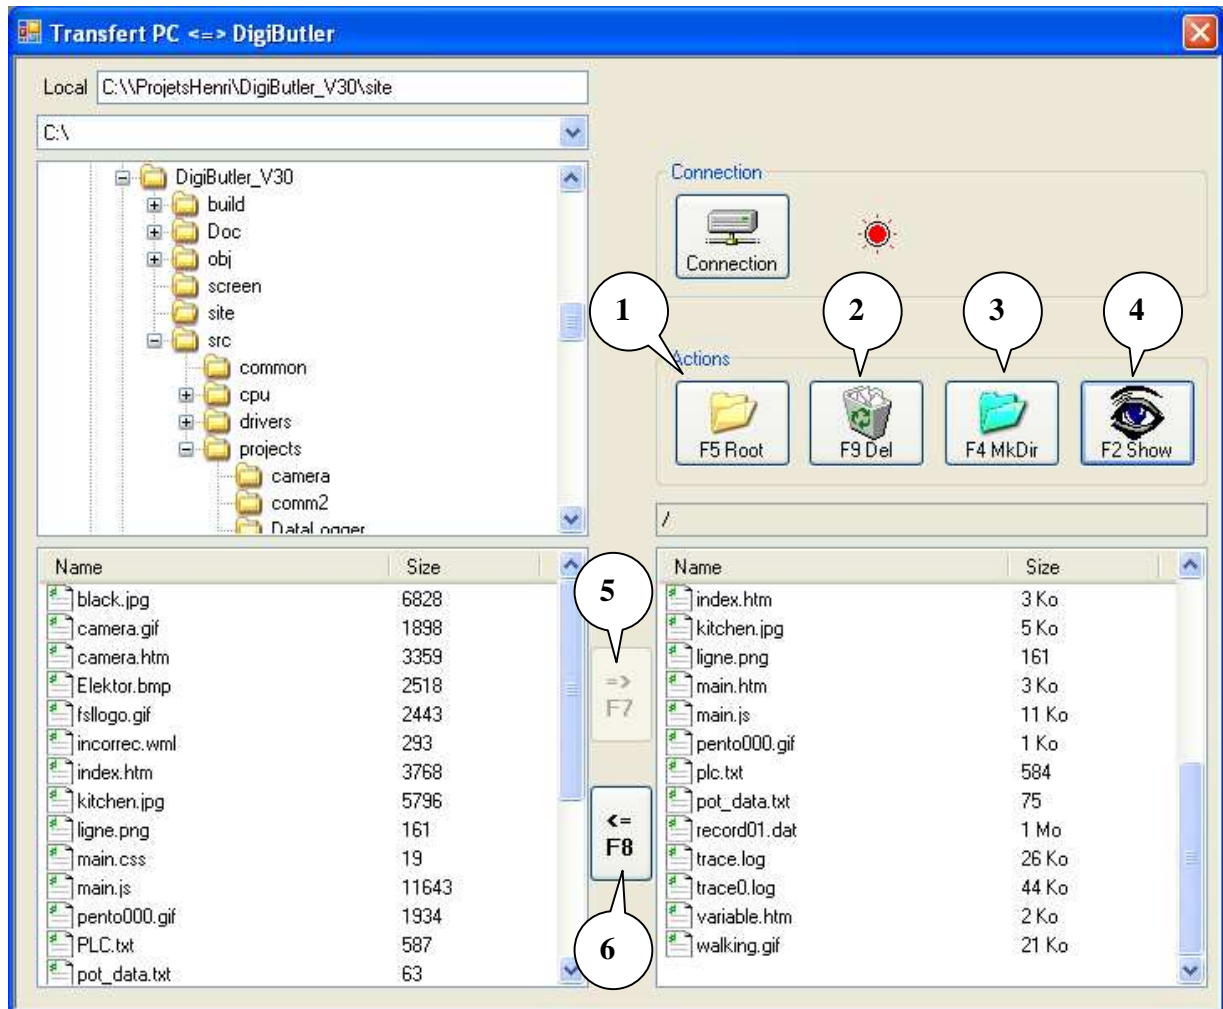 Transfert PC <=> DigiButler
Local C:\\ProjetsHenri\DigiButler_V30\site
C:\
DigiButler_V30
build
Doc
obj
screen
site
src
common
cpu
drivers
projects
camera
comm2
DataLogger
Connection
Connection
1
2
3
4
Actions
F5 Root
F9 Del
F4 MkDir
F2 Show
/
Name Size
black.jpg 6828
camera.gif 1898
camera.htm 3359
Elektor.bmp 2518
fsllogo.gif 2443
incorrec.wml 293
index.htm 3768
kitchen.jpg 5796
ligne.png 161
main.css 19
main.js 11643
pento000.gif 1934
PLC.txt 587
pot_data.txt 63
5
=>
F7
<=
F8
6
Name Size
index.htm 3 Ko
kitchen.jpg 5 Ko
ligne.png 161
main.htm 3 Ko
main.js 11 Ko
pento000.gif 1 Ko
plc.txt 584
pot_data.txt 75
record01.dat 1 Mo
trace.log 26 Ko
trace0.log 44 Ko
variable.htm 2 Ko
walking.gif 21 Ko